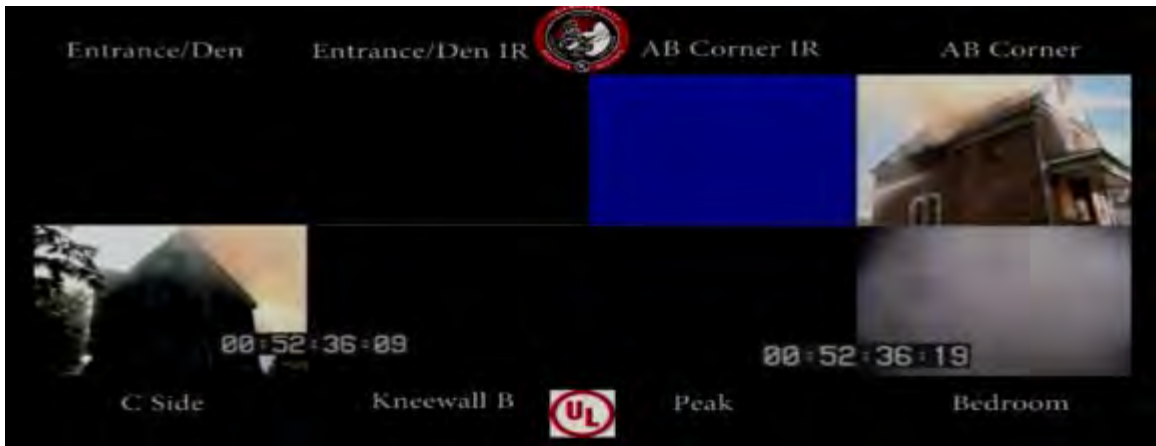 Entrance/Den
Entrance/Den IR
AB Corner IR
AB Corner
00:52:36:09
00:52:36:19
C Side
Kneewall B
UL
Peak
Bedroom